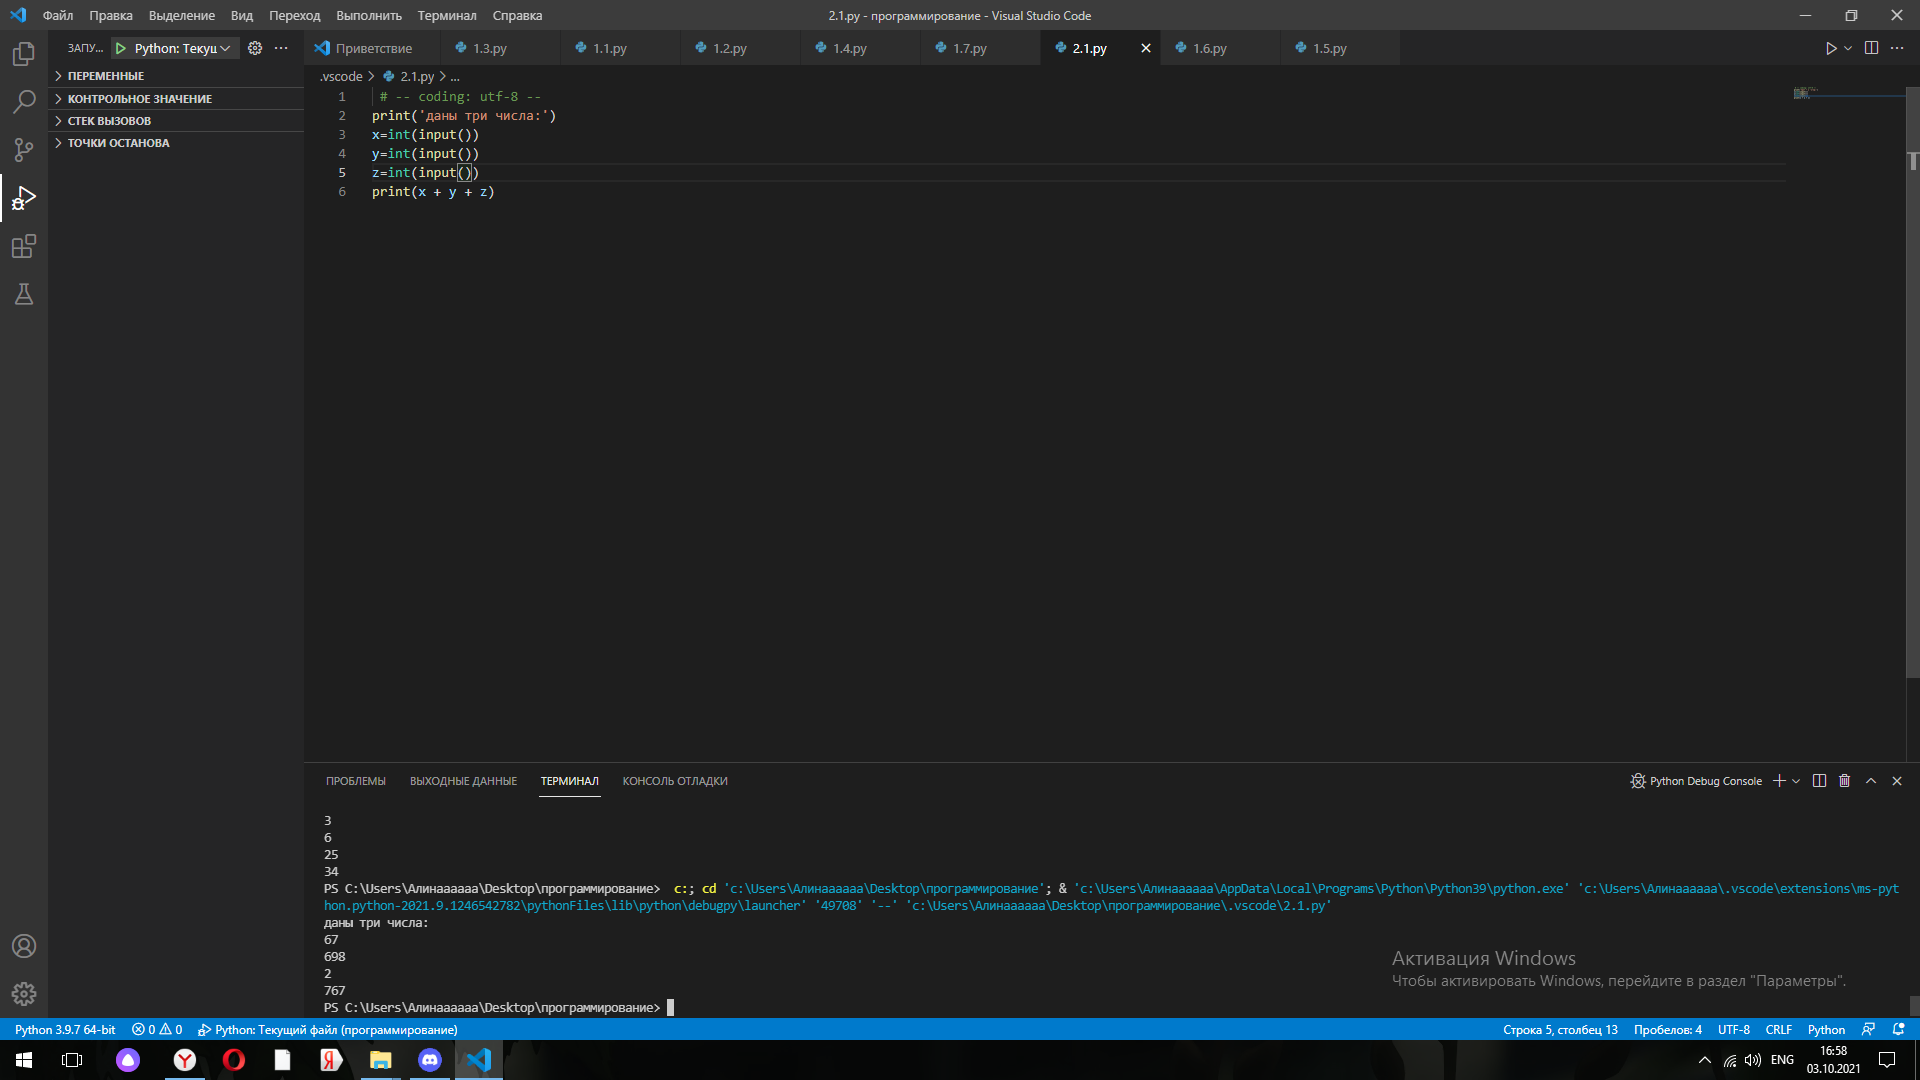 Файл Правка Выделение Вид Переход Выполнить Терминал Справка
2.1.py - программирование - Visual Studio Code
ЗАПУ... Python: Текущ
Приветствие 1.3.py 1.1.py 1.2.py 1.4.py 1.7.py 2.1.py 1.6.py 1.5.py
ПЕРЕМЕННЫЕ
КОНТРОЛЬНОЕ ЗНАЧЕНИЕ
СТЕК ВЫЗОВОВ
ТОЧКИ ОСТАНОВА
.vscode > 2.1.py > ...
1 # -- coding: utf-8 --
2 print('даны три числа:')
3 x=int(input())
4 y=int(input())
5 z=int(input())
6 print(x + y + z)
ПРОБЛЕМЫ ВЫХОДНЫЕ ДАННЫЕ ТЕРМИНАЛ КОНСОЛЬ ОТЛАДКИ
Python Debug Console
3
6
25
34
PS C:\Users\Алинаааааа\Desktop\программирование>  c:; cd 'c:\Users\Алинаааааа\Desktop\программирование'; & 'c:\Users\Алинаааааа\AppData\Local\Programs\Python\Python39\python.exe' 'c:\Users\Алинаааааа\.vscode\extensions\ms-pyt
hon.python-2021.9.1246542782\pythonFiles\lib\python\debugpy\launcher' '49708' '--' 'c:\Users\Алинаааааа\Desktop\программирование\.vscode\2.1.py'
даны три числа:
67
698
2
767
PS C:\Users\Алинаааааа\Desktop\программирование>
Активация Windows
Чтобы активировать Windows, перейдите в раздел "Параметры".
Python 3.9.7 64-bit 0 0 Python: Текущий файл (программирование)
Строка 5, столбец 13 Пробелов: 4 UTF-8 CRLF Python
ENG
16:58
03.10.2021